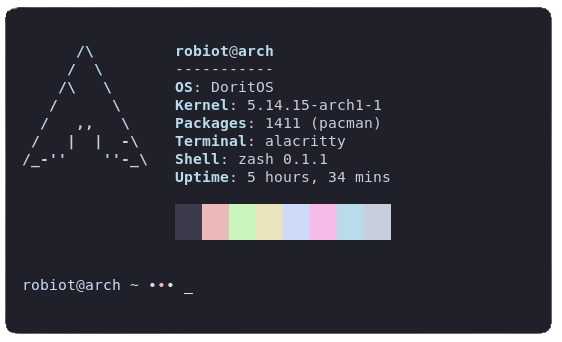 robiot@arch
-----------
OS: DoritOS
Kernel: 5.14.15-arch1-1
Packages: 1411 (pacman)
Terminal: alacritty
Shell: zash 0.1.1
Uptime: 5 hours, 34 mins
robiot@arch ~ ••• _